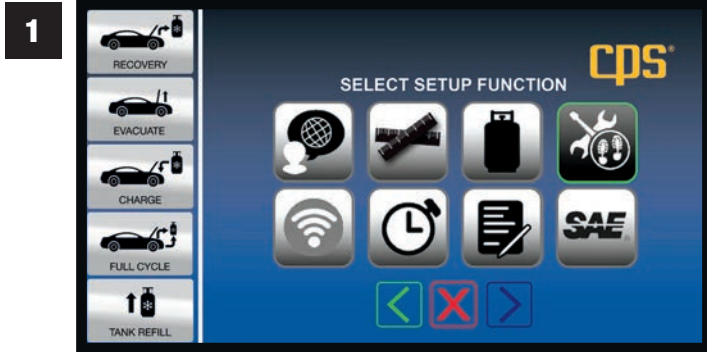 1
RECOVERY
EVACUATE
CHARGE
FULL CYCLE
TANK REFILL
cps®
SELECT SETUP FUNCTION
SAE